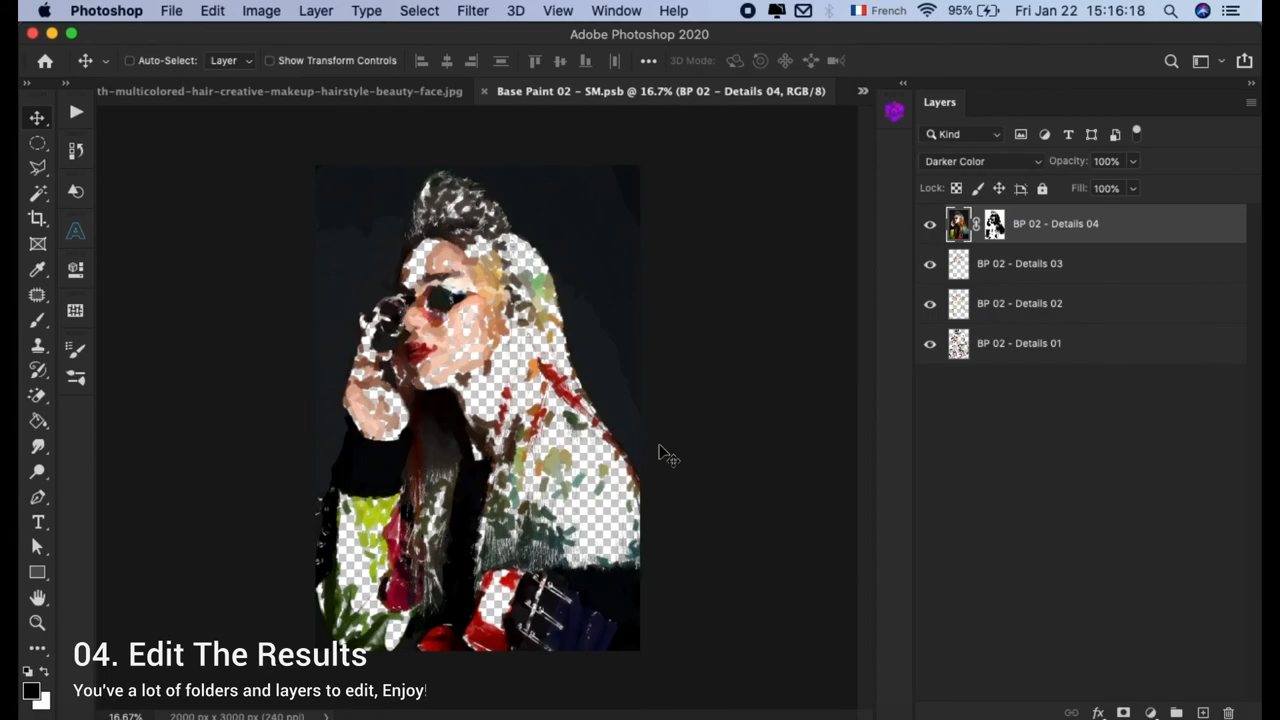 Photoshop File Edit Image Layer Type Select Filter 3D View Window Help French 95% Fri Jan 22 15:16:18
Adobe Photoshop 2020
Auto-Select: Layer Show Transform Controls 3D Mode:
th-multicolored-hair-creative-makeup-hairstyle-beauty-face.jpg Base Paint 02 – SM.psb @ 16.7% (BP 02 – Details 04, RGB/8)
Layers
Kind
Darker Color Opacity: 100%
Lock: Fill: 100%
BP 02 - Details 04
BP 02 - Details 03
BP 02 - Details 02
BP 02 - Details 01
04. Edit The Results
You've a lot of folders and layers to edit, Enjoy!
16.67% 2000 px x 3000 px (240 ppi)